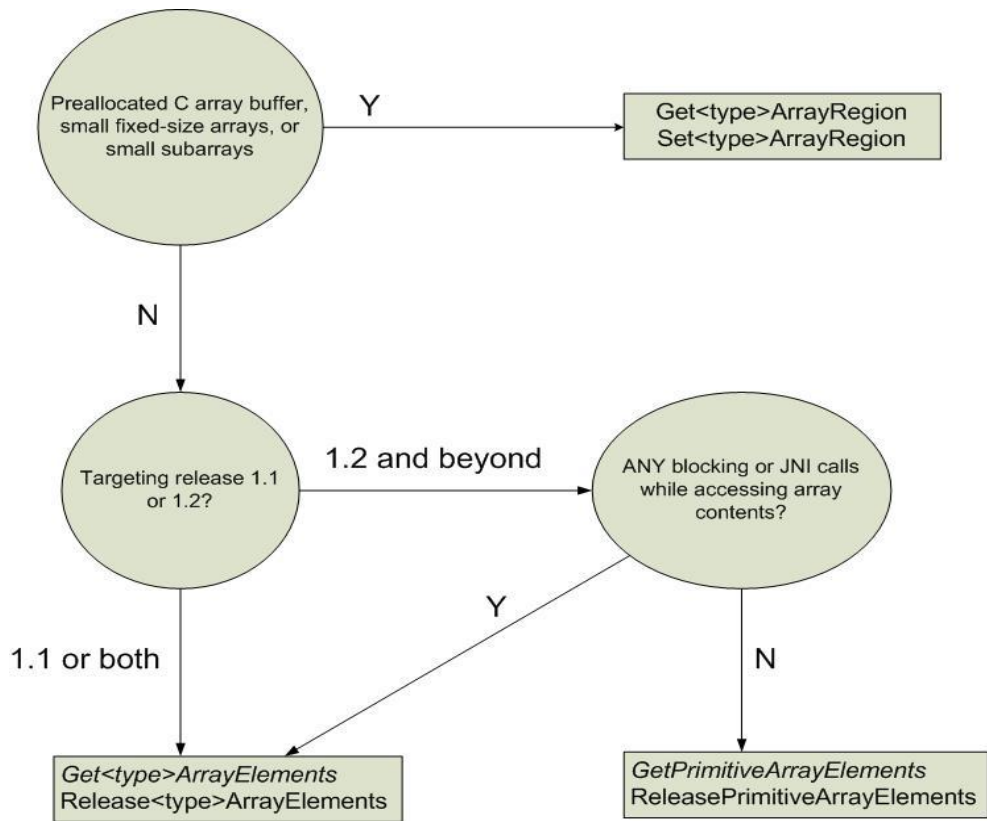 Preallocated C array buffer,
small fixed-size arrays, or
small subarrays
Y
Get<type>ArrayRegion
Set<type>ArrayRegion
N
Targeting release 1.1
or 1.2?
1.2 and beyond
ANY blocking or JNI calls
while accessing array
contents?
1.1 or both
Y
N
Get<type>ArrayElements
Release<type>ArrayElements
GetPrimitiveArrayElements
ReleasePrimitiveArrayElements